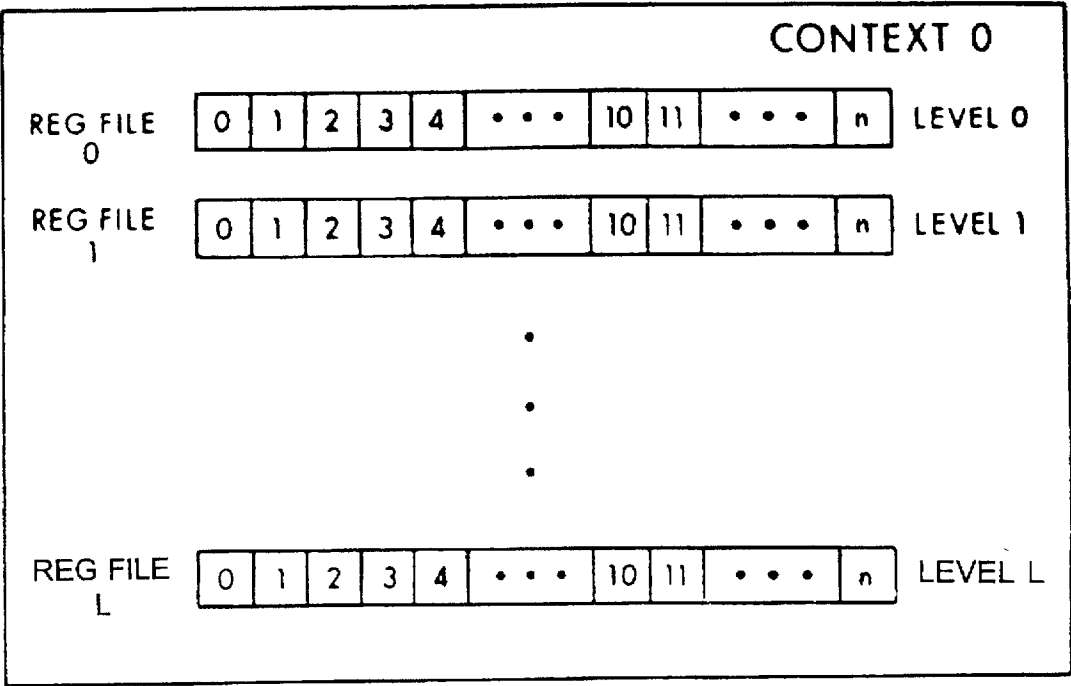 CONTEXT 0
REG FILE 0 0 1 2 3 4 • • • 10 11 • • • n LEVEL 0
REG FILE 1 0 1 2 3 4 • • • 10 11 • • • n LEVEL 1
REG FILE L 0 1 2 3 4 • • • 10 11 • • • n LEVEL L